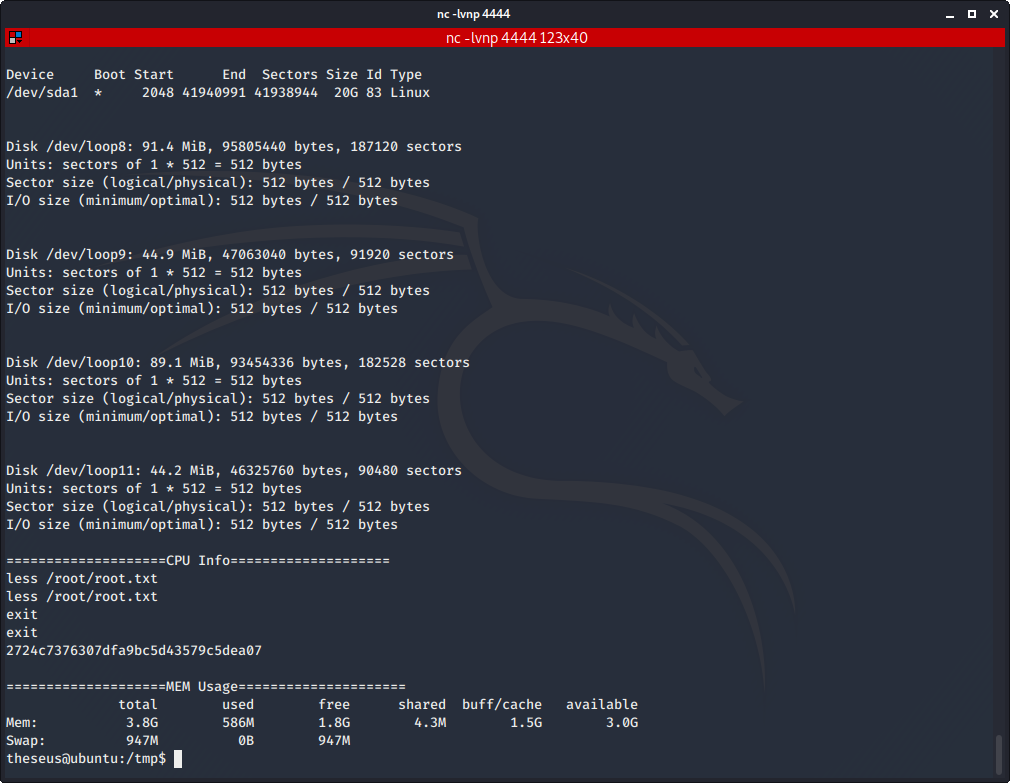 nc -lvnp 4444
nc -lvnp 4444 123x40
Device     Boot Start      End  Sectors Size Id Type
/dev/sda1  *     2048 41940991 41938944  20G 83 Linux
Disk /dev/loop8: 91.4 MiB, 95805440 bytes, 187120 sectors
Units: sectors of 1 * 512 = 512 bytes
Sector size (logical/physical): 512 bytes / 512 bytes
I/O size (minimum/optimal): 512 bytes / 512 bytes
Disk /dev/loop9: 44.9 MiB, 47063040 bytes, 91920 sectors
Units: sectors of 1 * 512 = 512 bytes
Sector size (logical/physical): 512 bytes / 512 bytes
I/O size (minimum/optimal): 512 bytes / 512 bytes
Disk /dev/loop10: 89.1 MiB, 93454336 bytes, 182528 sectors
Units: sectors of 1 * 512 = 512 bytes
Sector size (logical/physical): 512 bytes / 512 bytes
I/O size (minimum/optimal): 512 bytes / 512 bytes
Disk /dev/loop11: 44.2 MiB, 46325760 bytes, 90480 sectors
Units: sectors of 1 * 512 = 512 bytes
Sector size (logical/physical): 512 bytes / 512 bytes
I/O size (minimum/optimal): 512 bytes / 512 bytes
====================CPU Info====================
less /root/root.txt
less /root/root.txt
exit
exit
2724c7376307dfa9bc5d43579c5dea07
====================MEM Usage=====================
              total        used        free      shared  buff/cache   available
Mem:           3.8G        586M        1.8G        4.3M        1.5G        3.0G
Swap:          947M          0B        947M
theseus@ubuntu:/tmp$